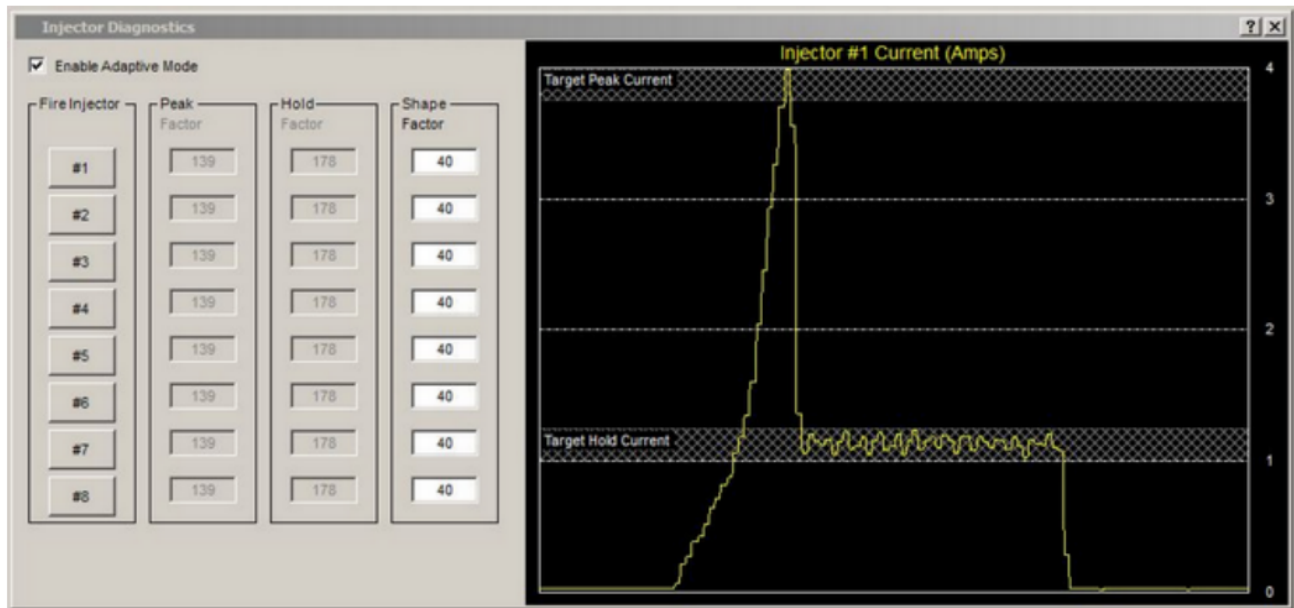 Injector Diagnostics
? ×
Enable Adaptive Mode
Fire Injector Peak Hold Shape
Factor Factor Factor
#1 139 178 40
#2 139 178 40
#3 139 178 40
#4 139 178 40
#5 139 178 40
#6 139 178 40
#7 139 178 40
#8 139 178 40
Injector #1 Current (Amps)
Target Peak Current
4
3
2
Target Hold Current
1
0